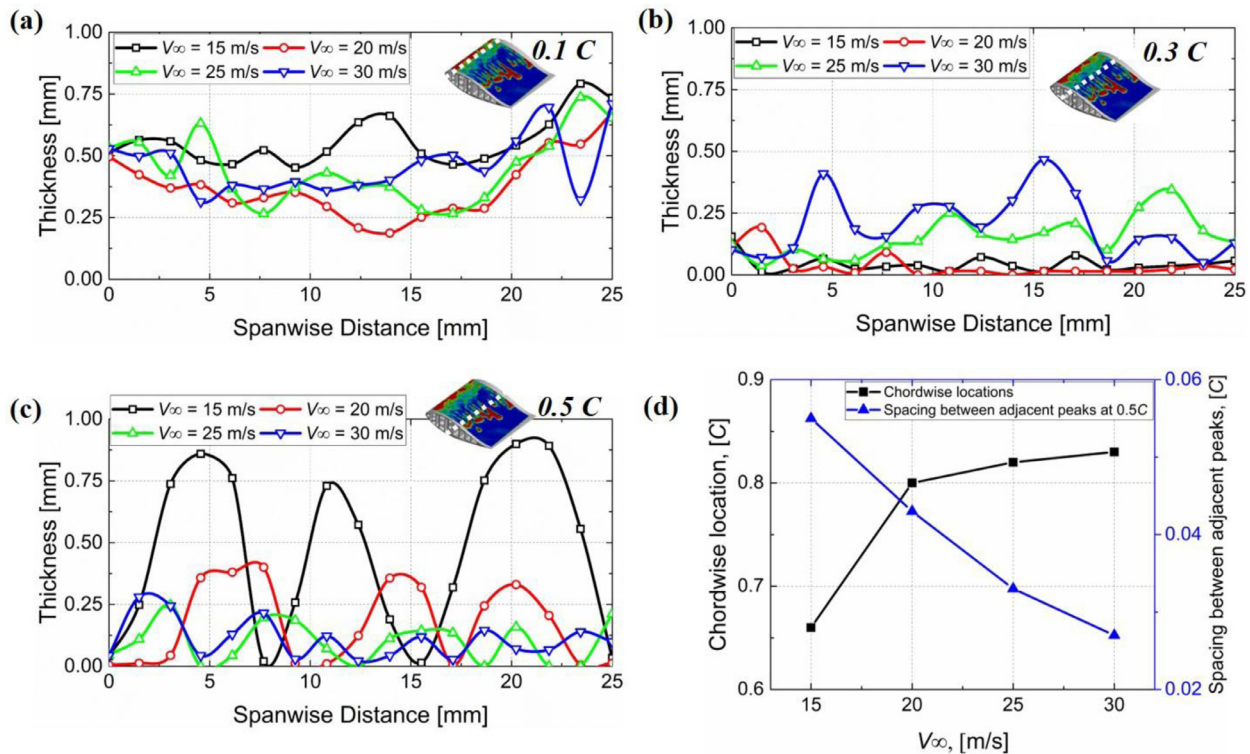 (a)
V∞ = 15 m/s
V∞ = 20 m/s
V∞ = 25 m/s
V∞ = 30 m/s
0.1 C
1.00
0.75
0.50
0.25
0.00
Thickness [mm]
0
5
10
15
20
25
Spanwise Distance [mm]
(b)
V∞ = 15 m/s
V∞ = 20 m/s
V∞ = 25 m/s
V∞ = 30 m/s
0.3 C
1.00
0.75
0.50
0.25
0.00
Thickness [mm]
0
5
10
15
20
25
Spanwise Distance [mm]
(c)
V∞ = 15 m/s
V∞ = 20 m/s
V∞ = 25 m/s
V∞ = 30 m/s
0.5 C
1.00
0.75
0.50
0.25
0.00
Thickness [mm]
0
5
10
15
20
25
Spanwise Distance [mm]
(d)
Chordwise locations
Spacing between adjacent peaks at 0.5C
0.9
0.8
0.7
0.6
Chordwise location, [C]
0.06
0.04
0.02
Spacing between adjacent peaks, [C]
15
20
25
30
V∞, [m/s]